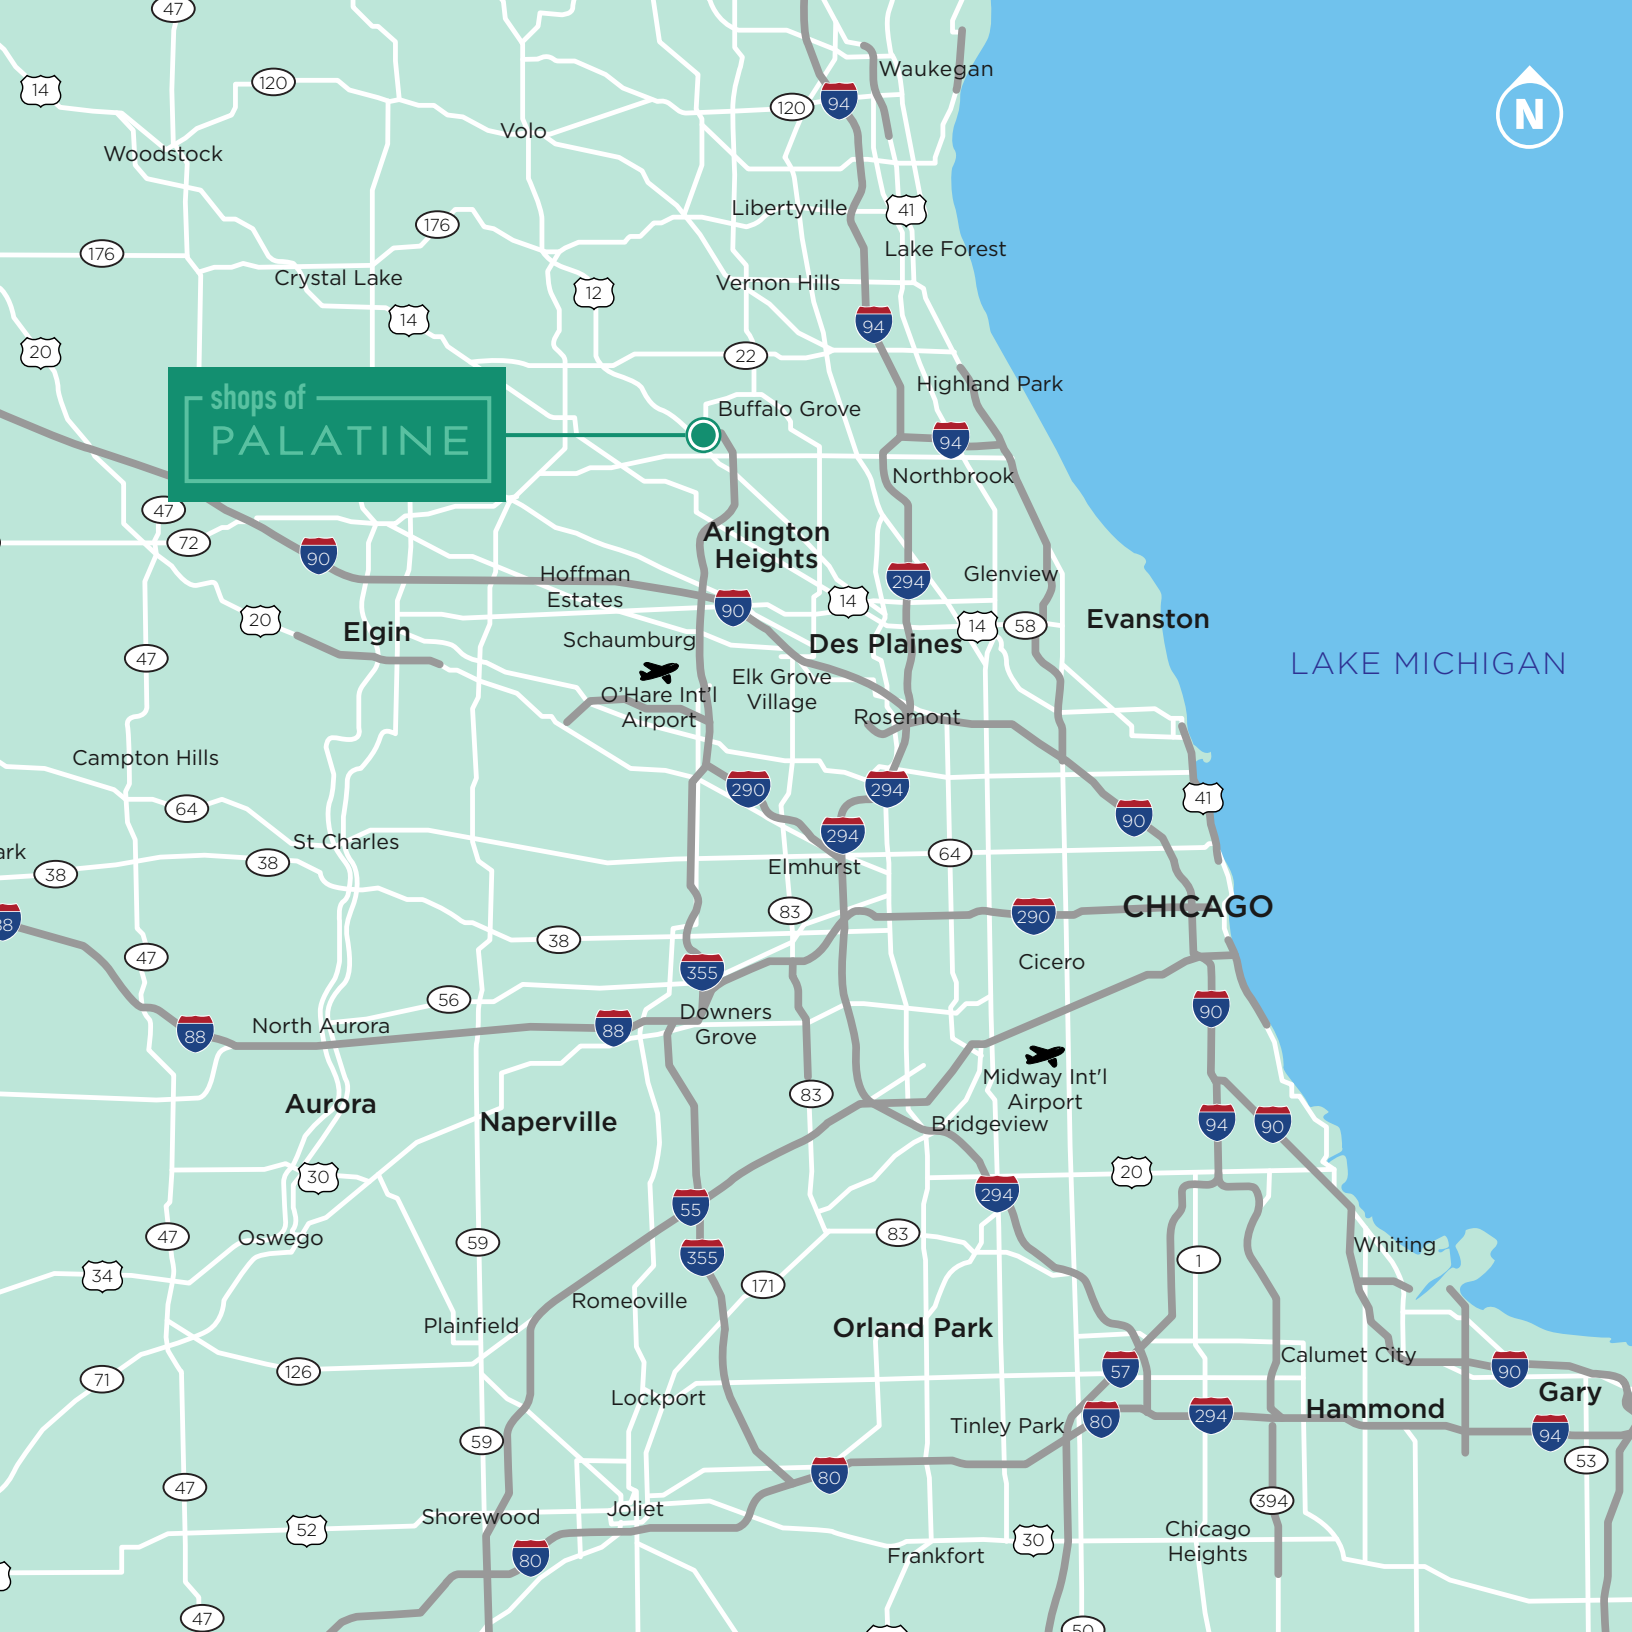 47
Waukegan
14
120
94
120
N
Volo
Woodstock
Libertyville
41
176
Lake Forest
176
Crystal Lake
Vernon Hills
12
14
94
20
22
Highland Park
shops of
PALATINE
Buffalo Grove
94
Northbrook
47
Arlington
Heights
72
90
Hoffman
Estates
294
Glenview
90
14
14
58
Evanston
20
Elgin
Schaumburg
Des Plaines
47
LAKE MICHIGAN
O'Hare Int'l
Airport
Elk Grove
Village
Rosemont
Campton Hills
290
294
41
64
90
294
St Charles
ark
38
38
64
Elmhurst
88
83
290
CHICAGO
38
47
355
Cicero
56
90
88
North Aurora
88
Downers
Grove
Midway Int'l
Airport
Aurora
83
Naperville
Bridgeview
94
90
30
20
294
55
47
Oswego
59
83
Whiting
355
1
34
171
Romeoville
Plainfield
Orland Park
126
71
57
Calumet City
90
Lockport
Gary
Hammond
Tinley Park
80
294
94
59
53
80
47
394
Shorewood
Joliet
52
30
Chicago
Heights
80
Frankfort
47
50